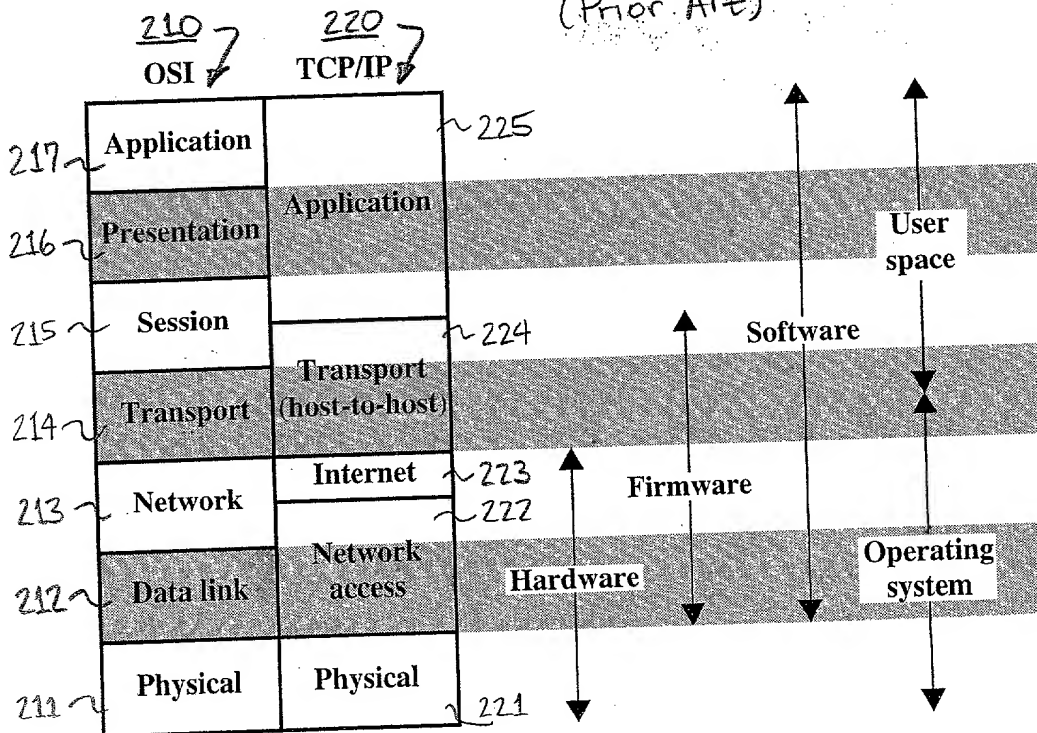 (Prior Art)
210 220
OSI TCP/IP
217 Application
225
216 Presentation
Application
User
space
215 Session
224
Software
214 Transport
Transport
(host-to-host)
Internet 223
213 Network
222
Firmware
212 Data link
Network
access
Hardware
Operating
system
211 Physical
Physical 221